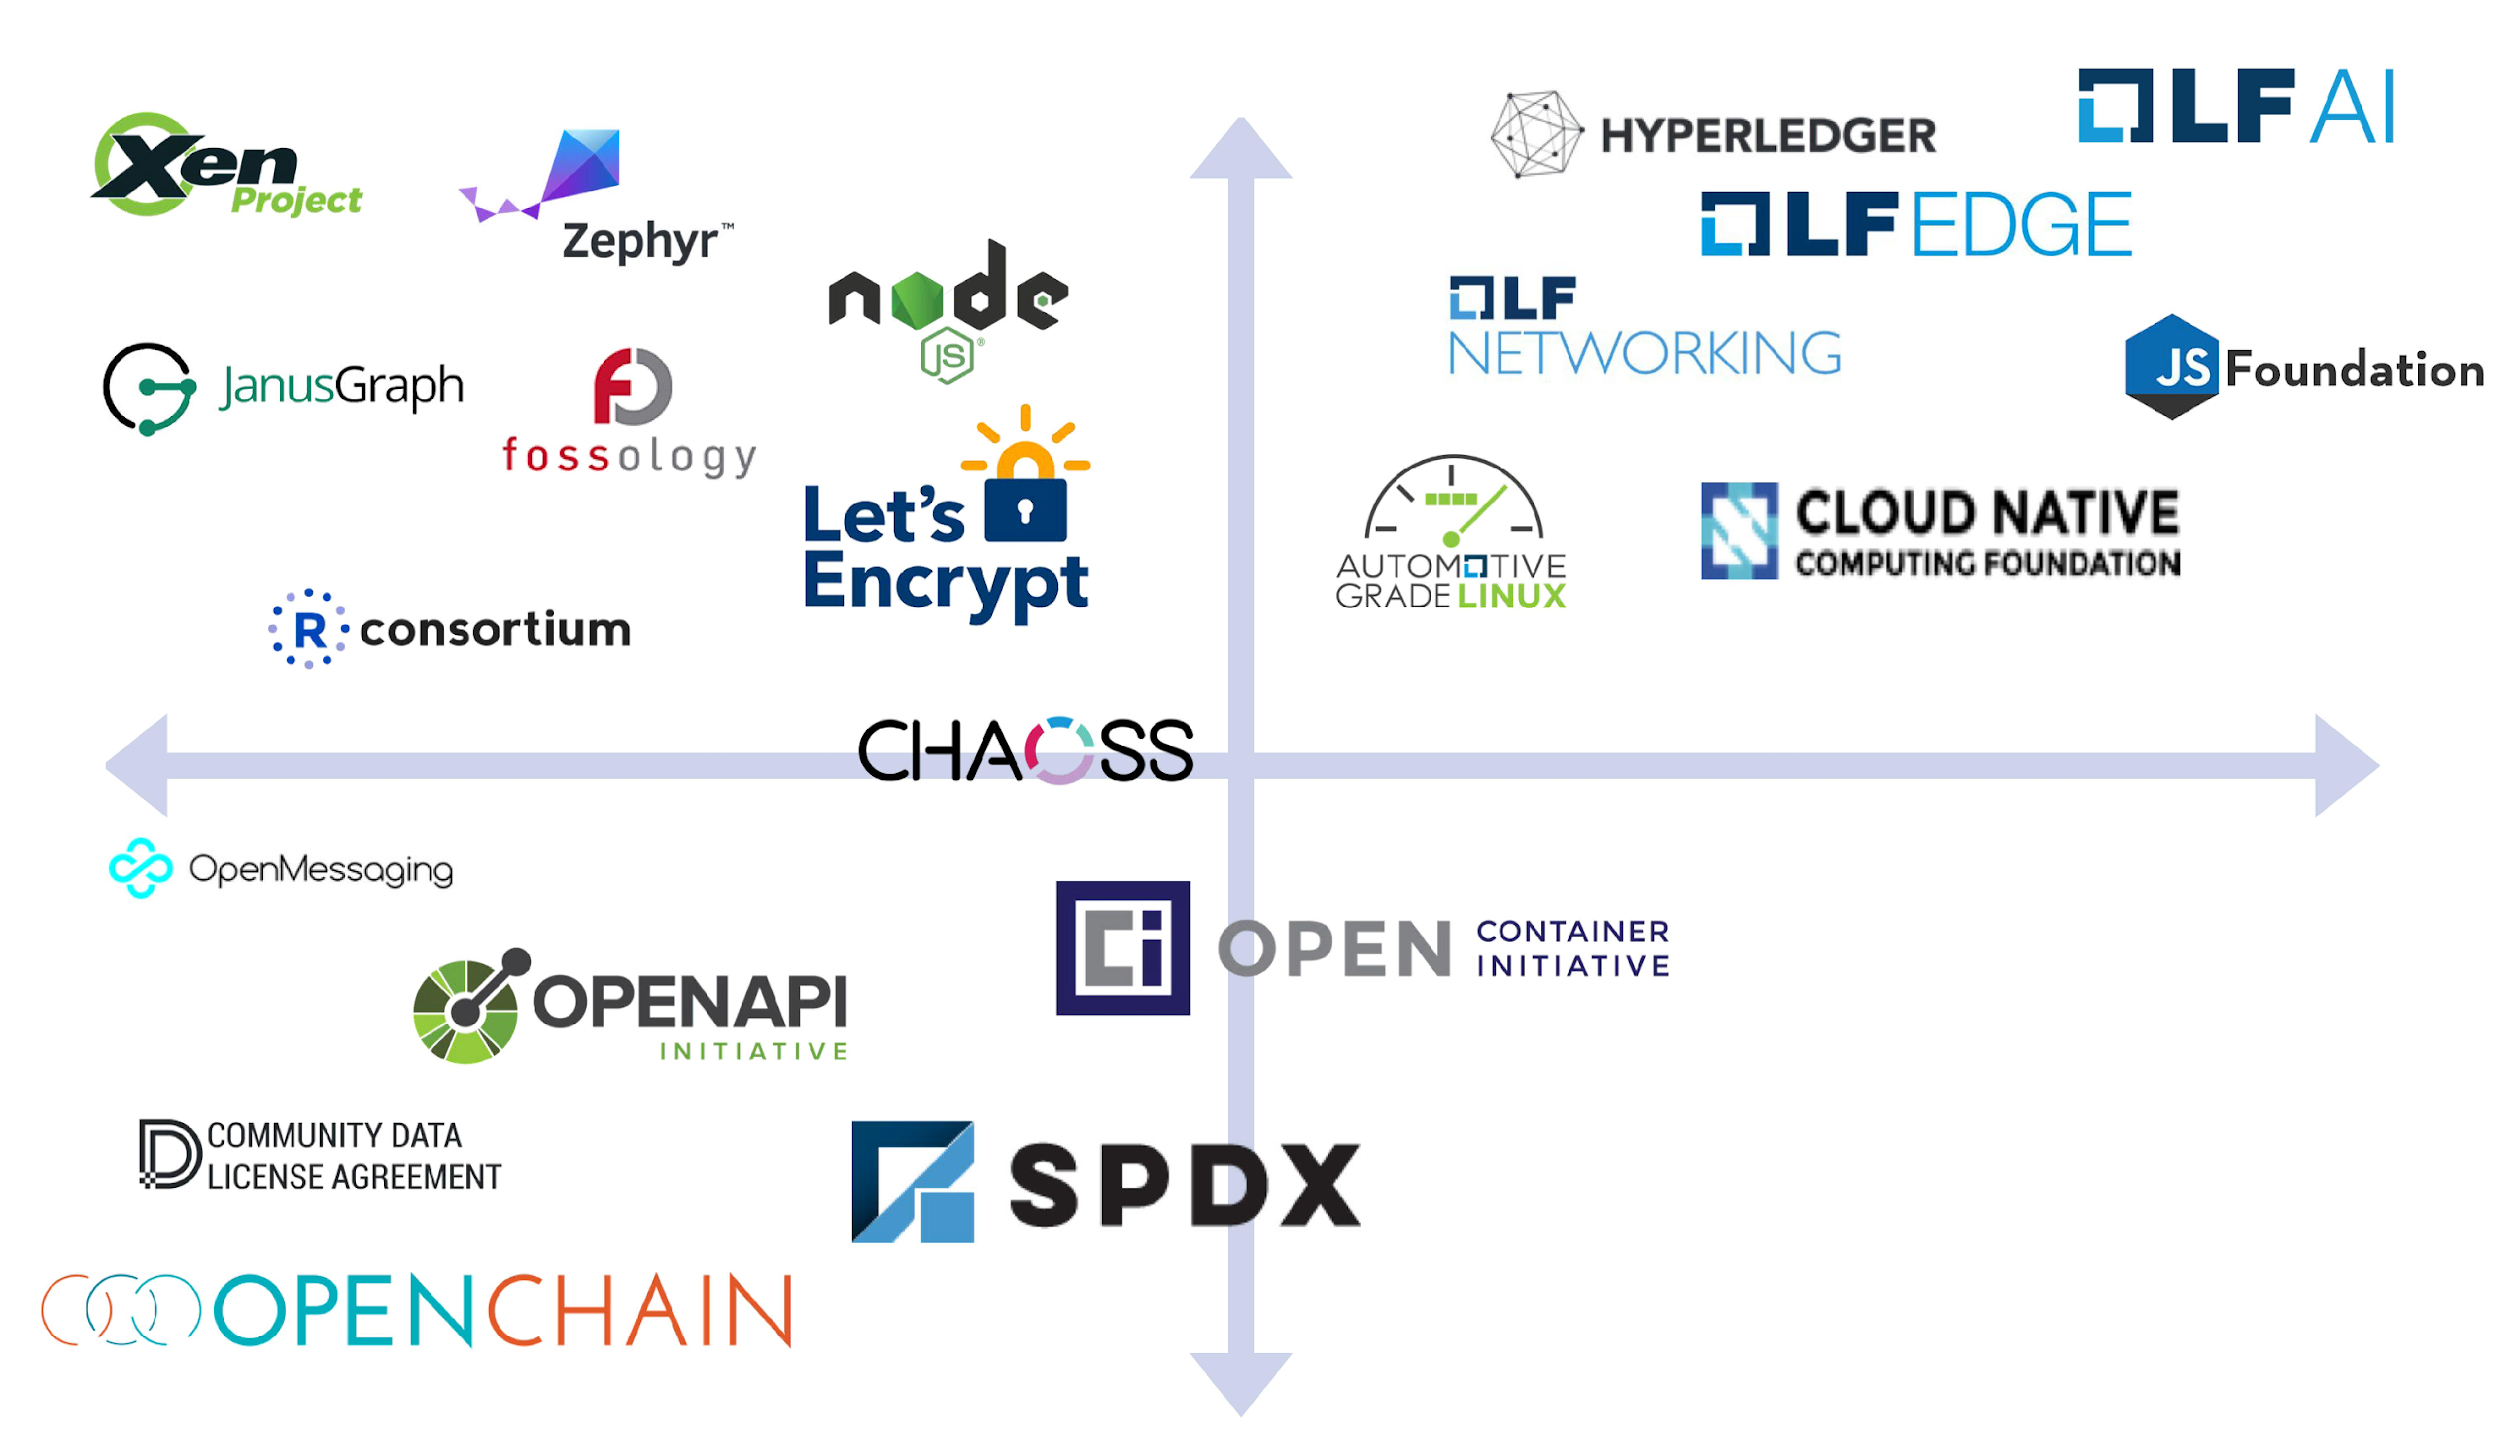 Xen
Project
Zephyr™
node
JS®
JanusGraph
FC
fossology
Let's
Encrypt
R consortium
HYPERLEDGER
LF AI
LF EDGE
LF
NETWORKING
JS Foundation
AUTOMOTIVE
GRADE LINUX
CLOUD NATIVE
COMPUTING FOUNDATION
CHAOSS
OpenMessaging
OPENAPI
INITIATIVE
Ci OPEN CONTAINER
INITIATIVE
D COMMUNITY DATA
LICENSE AGREEMENT
SPDX
OPENCHAIN